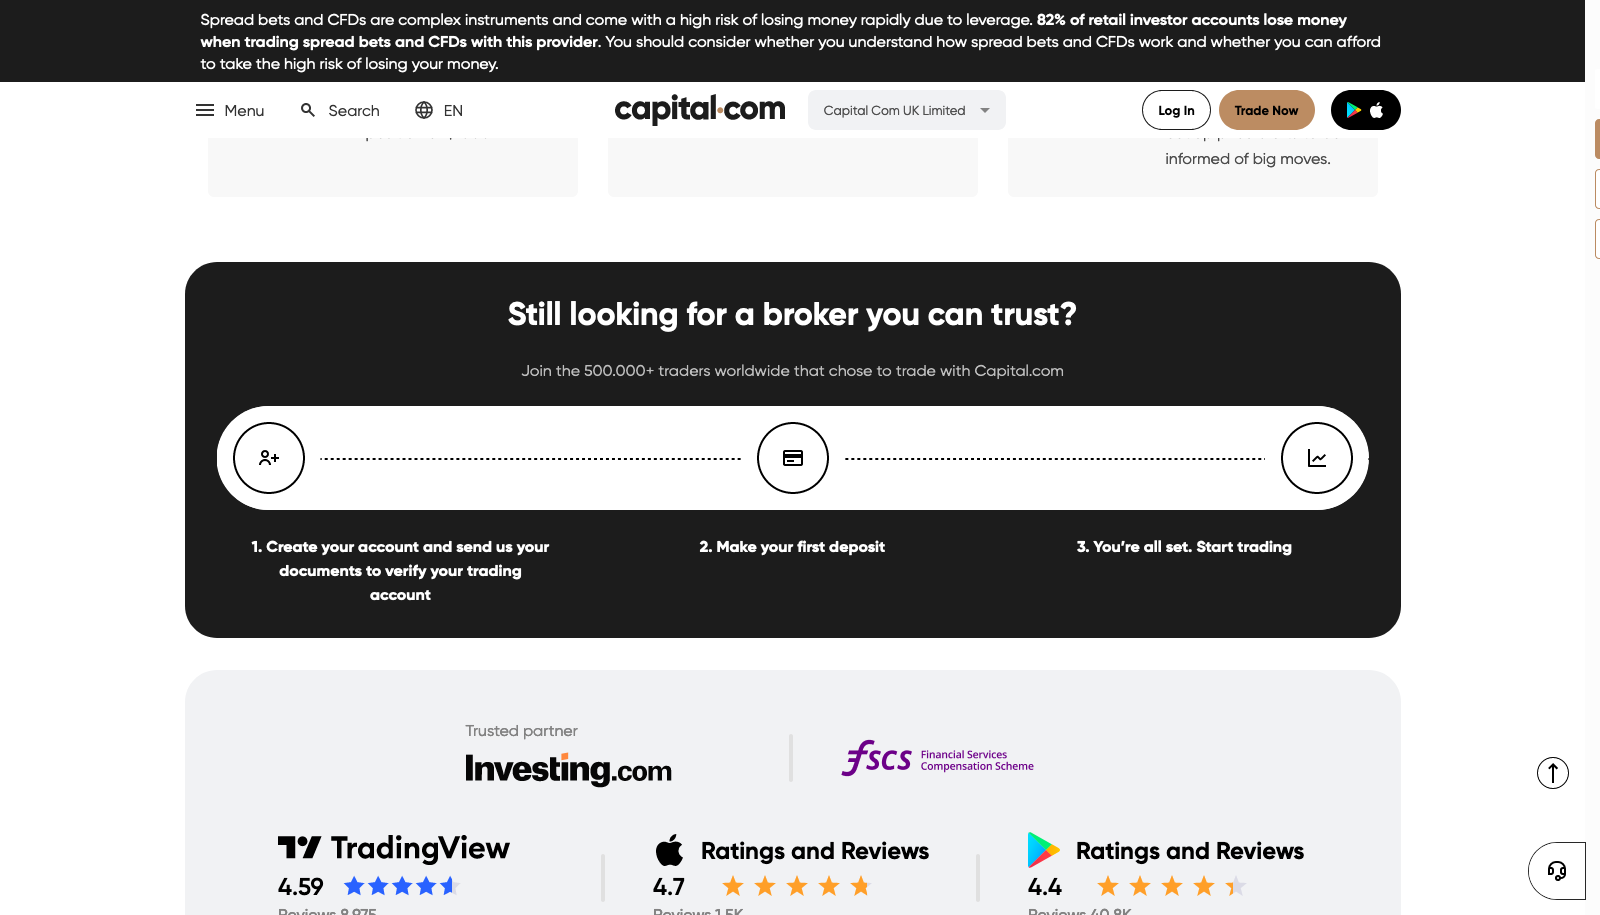 Spread bets and CFDs are complex instruments and come with a high risk of losing money rapidly due to leverage. 82% of retail investor accounts lose money
when trading spread bets and CFDs with this provider. You should consider whether you understand how spread bets and CFDs work and whether you can afford
to take the high risk of losing your money.
Menu Search EN capital.com Capital Com UK Limited Log In Trade Now
informed of big moves.
Still looking for a broker you can trust?
Join the 500.000+ traders worldwide that chose to trade with Capital.com
1. Create your account and send us your
documents to verify your trading
account
2. Make your first deposit
3. You’re all set. Start trading
Trusted partner
Investing.com
fscs Financial Services
Compensation Scheme
TradingView
4.59
Reviews 8,975
Ratings and Reviews
4.7
Reviews 1.5K
Ratings and Reviews
4.4
Reviews 40.8K